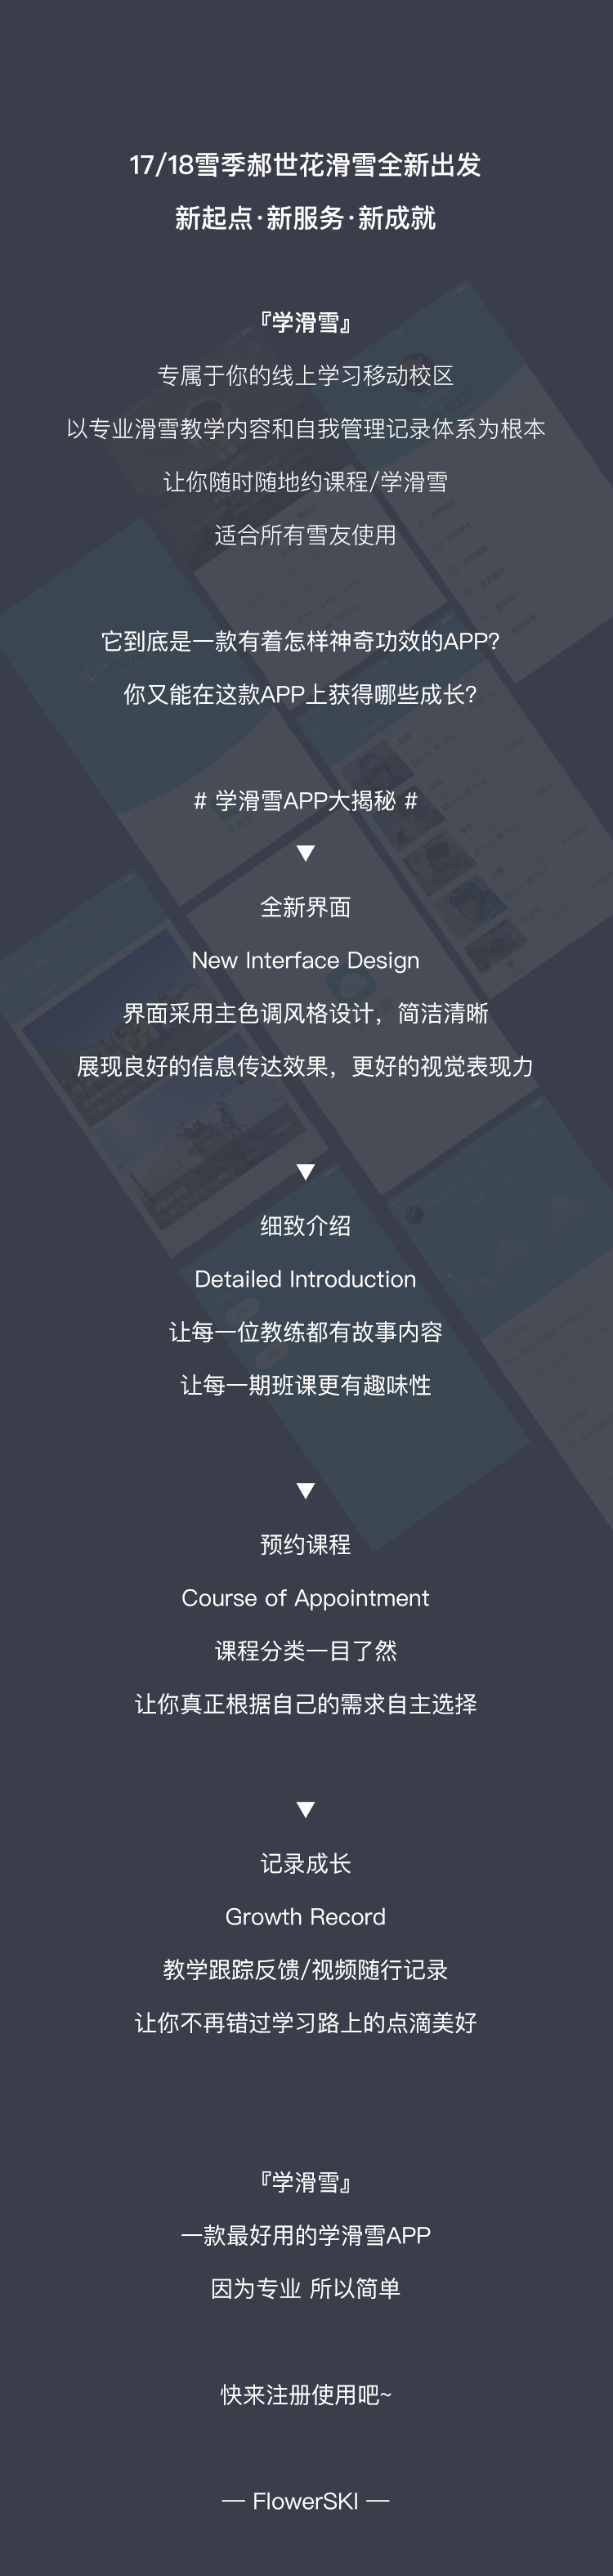 17/18雪季郝世花滑雪全新出发
新起点·新服务·新成就
『学滑雪』
专属于你的线上学习移动校区
以专业滑雪教学内容和自我管理记录体系为根本
让你随时随地约课程/学滑雪
适合所有雪友使用
它到底是一款有着怎样神奇功效的APP?
你又能在这款APP上获得哪些成长?
# 学滑雪APP大揭秘 #
▼
全新界面
New Interface Design
界面采用主色调风格设计，简洁清晰
展现良好的信息传达效果，更好的视觉表现力
▼
细致介绍
Detailed Introduction
让每一位教练都有故事内容
让每一期班课更有趣味性
▼
预约课程
Course of Appointment
课程分类一目了然
让你真正根据自己的需求自主选择
▼
记录成长
Growth Record
教学跟踪反馈/视频随行记录
让你不再错过学习路上的点滴美好
『学滑雪』
一款最好用的学滑雪APP
因为专业 所以简单
快来注册使用吧~
— FlowerSKI —